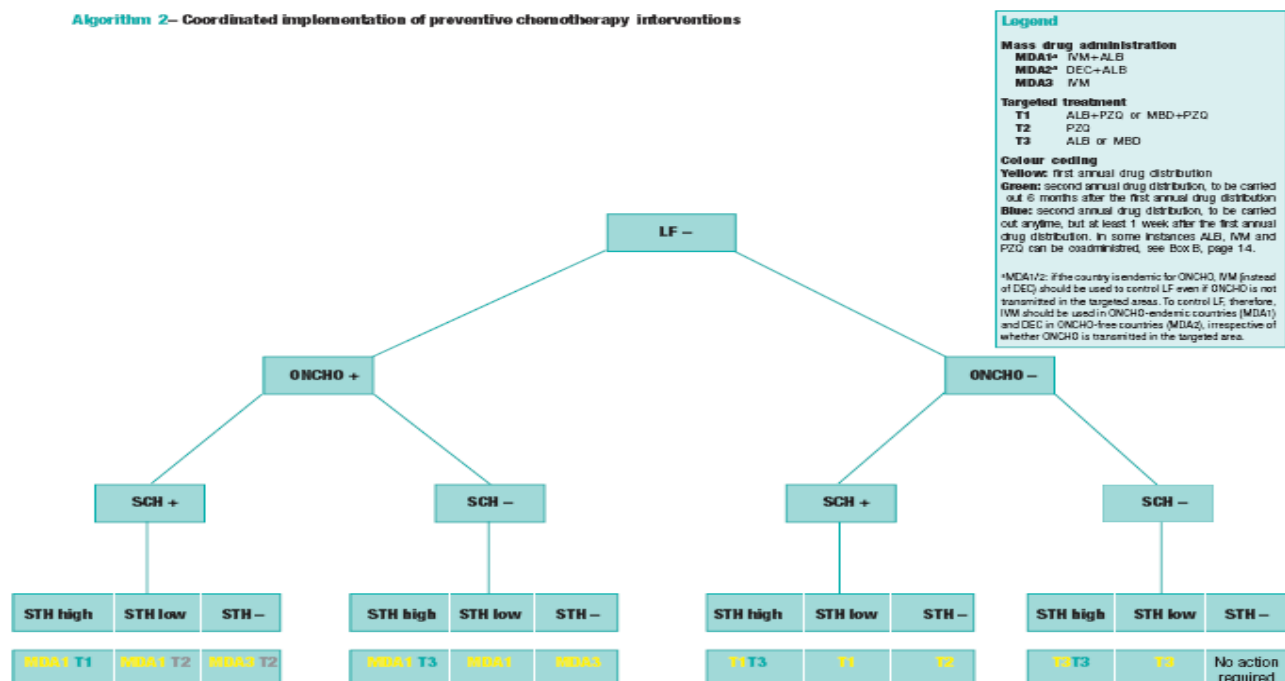 Algorithm 2– Coordinated implementation of preventive chemotherapy interventions
Legend
Mass drug administration
MDA1ª IVM+ALB
MDA2ª DEC+ALB
MDA3 IVM
Targeted treatment
T1 ALB+PZQ or MBD+PZQ
T2 PZQ
T3 ALB or MBD
Colour coding
Yellow: first annual drug distribution
Green: second annual drug distribution, to be carried
out 6 months after the first annual drug distribution
Blue: second annual drug distribution, to be carried
out anytime, but at least 1 week after the first annual
drug distribution. In some instances ALB, IVM and
PZQ can be coadministred, see Box B, page 14.
ªMDA1/2: if the country is endemic for ONCHO, IVM (instead
of DEC) should be used to control LF even if ONCHO is not
transmitted in the targeted areas. To control LF, therefore,
IVM should be used in ONCHO-endemic countries (MDA1)
and DEC in ONCHO-free countries (MDA2), irrespective of
whether ONCHO is transmitted in the targeted area.
LF –
ONCHO + ONCHO –
SCH + SCH – SCH + SCH –
STH high STH low STH – STH high STH low STH – STH high STH low STH – STH high STH low STH –
MDA1 T1 MDA1 T2 MDA3 T2 MDA1 T3 MDA1 MDA3 T1T3 T1 T2 T3T3 T3 No action
required